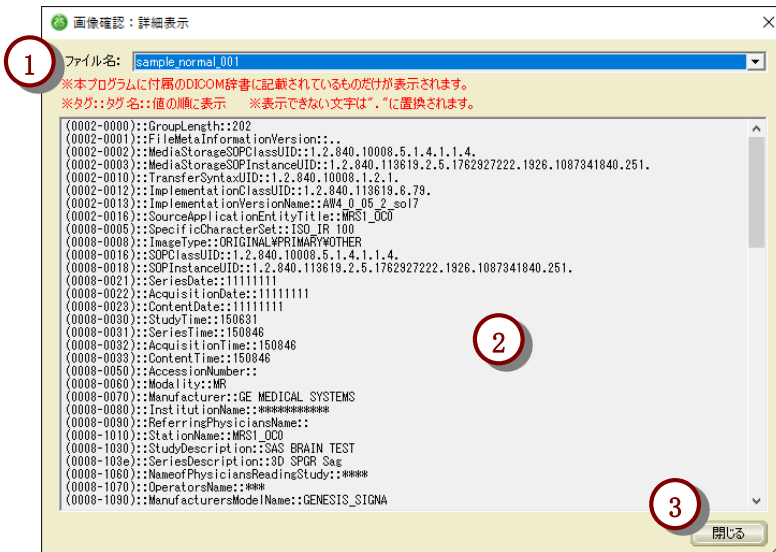 画像確認：詳細表示
1
ファイル名： sample_normal_001
※本プログラムに付属のDICOM辞書に記載されているものだけが表示されます。
※タグ::タグ名::値の順に表示　※表示できない文字は"."に置換されます。
(0002-0000)::GroupLength::202
(0002-0001)::FileMetaInformationVersion::..
(0002-0002)::MediaStorageSOPClassUID::1.2.840.10008.5.1.4.1.1.4.
(0002-0003)::MediaStorageSOPInstanceUID::1.2.840.113619.2.5.1762927222.1926.1087341840.251.
(0002-0010)::TransferSyntaxUID::1.2.840.10008.1.2.1.
(0002-0012)::ImplementationClassUID::1.2.840.113619.6.79.
(0002-0013)::ImplementationVersionName::AW4_0_05_2_sol7
(0002-0016)::SourceApplicationEntityTitle::MRS1_OC0
(0008-0005)::SpecificCharacterSet::ISO_IR 100
(0008-0008)::ImageType::ORIGINAL¥PRIMARY¥OTHER
(0008-0016)::SOPClassUID::1.2.840.10008.5.1.4.1.1.4.
(0008-0018)::SOPInstanceUID::1.2.840.113619.2.5.1762927222.1926.1087341840.251.
(0008-0021)::SeriesDate::11111111
(0008-0022)::AcquisitionDate::11111111
(0008-0023)::ContentDate::11111111
(0008-0030)::StudyTime::150631
(0008-0031)::SeriesTime::150846
(0008-0032)::AcquisitionTime::150846
(0008-0033)::ContentTime::150846
(0008-0050)::AccessionNumber::
(0008-0060)::Modality::MR
(0008-0070)::Manufacturer::GE MEDICAL SYSTEMS
(0008-0080)::InstitutionName::***********
(0008-0090)::ReferringPhysiciansName::
(0008-1010)::StationName::MRS1_OC0
(0008-1030)::StudyDescription::SAS BRAIN TEST
(0008-103e)::SeriesDescription::3D SPGR Sag
(0008-1060)::NameofPhysiciansReadingStudy::****
(0008-1070)::OperatorsName::***
(0008-1090)::ManufacturersModelName::GENESIS_SIGNA
2
3
閉じる